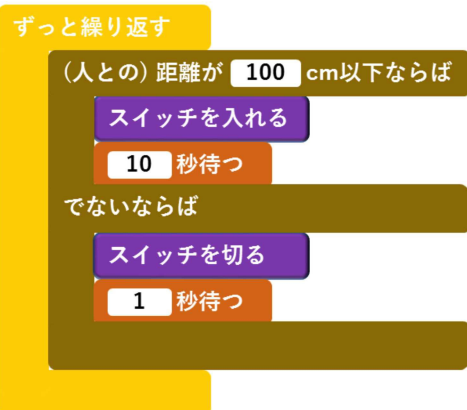 ずっと繰り返す
(人との) 距離が 100 cm以下ならば
スイッチを入れる
10 秒待つ
でないならば
スイッチを切る
1 秒待つ